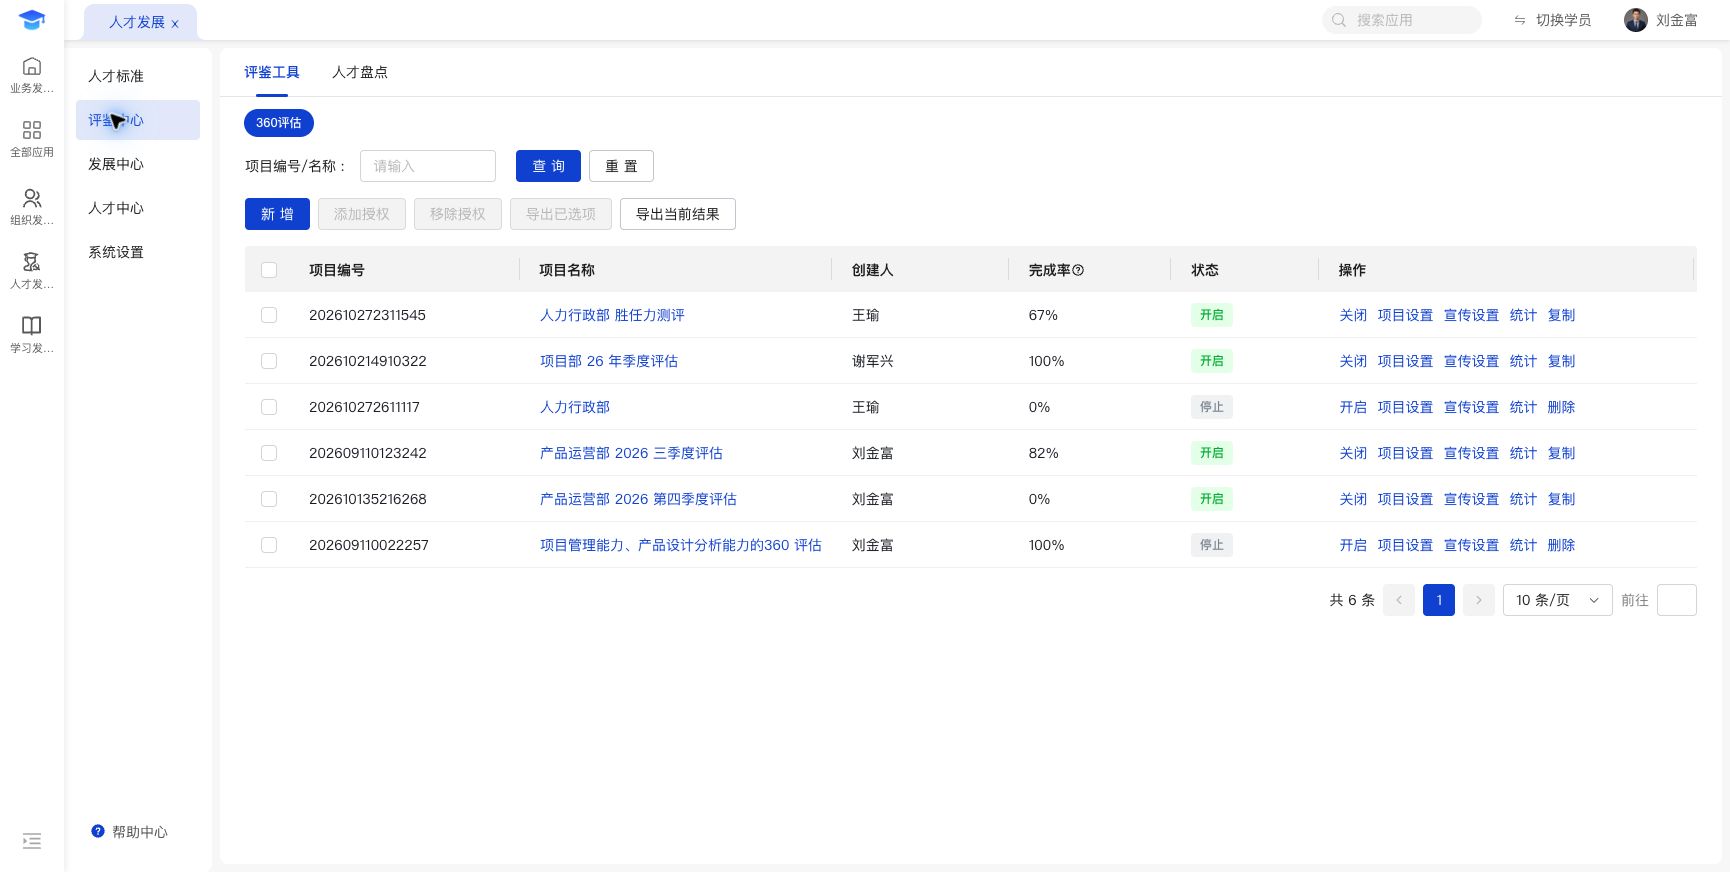 人才发展 x
搜索应用
切换学员
刘金富
业务发...
全部应用
组织发...
人才发...
学习发...
人才标准
评鉴中心
发展中心
人才中心
系统设置
帮助中心
评鉴工具 人才盘点
360评估
项目编号/名称： 请输入 查 询 重 置
新 增 添加授权 移除授权 导出已选项 导出当前结果
项目编号 项目名称 创建人 完成率 状态 操作
202610272311545 人力行政部 胜任力测评 王瑜 67% 开启 关闭 项目设置 宣传设置 统计 复制
202610214910322 项目部 26 年季度评估 谢军兴 100% 开启 关闭 项目设置 宣传设置 统计 复制
202610272611117 人力行政部 王瑜 0% 停止 开启 项目设置 宣传设置 统计 删除
202609110123242 产品运营部 2026 三季度评估 刘金富 82% 开启 关闭 项目设置 宣传设置 统计 复制
202610135216268 产品运营部 2026 第四季度评估 刘金富 0% 开启 关闭 项目设置 宣传设置 统计 复制
202609110022257 项目管理能力、产品设计分析能力的360 评估 刘金富 100% 停止 开启 项目设置 宣传设置 统计 删除
共 6 条 1 10 条/页 前往